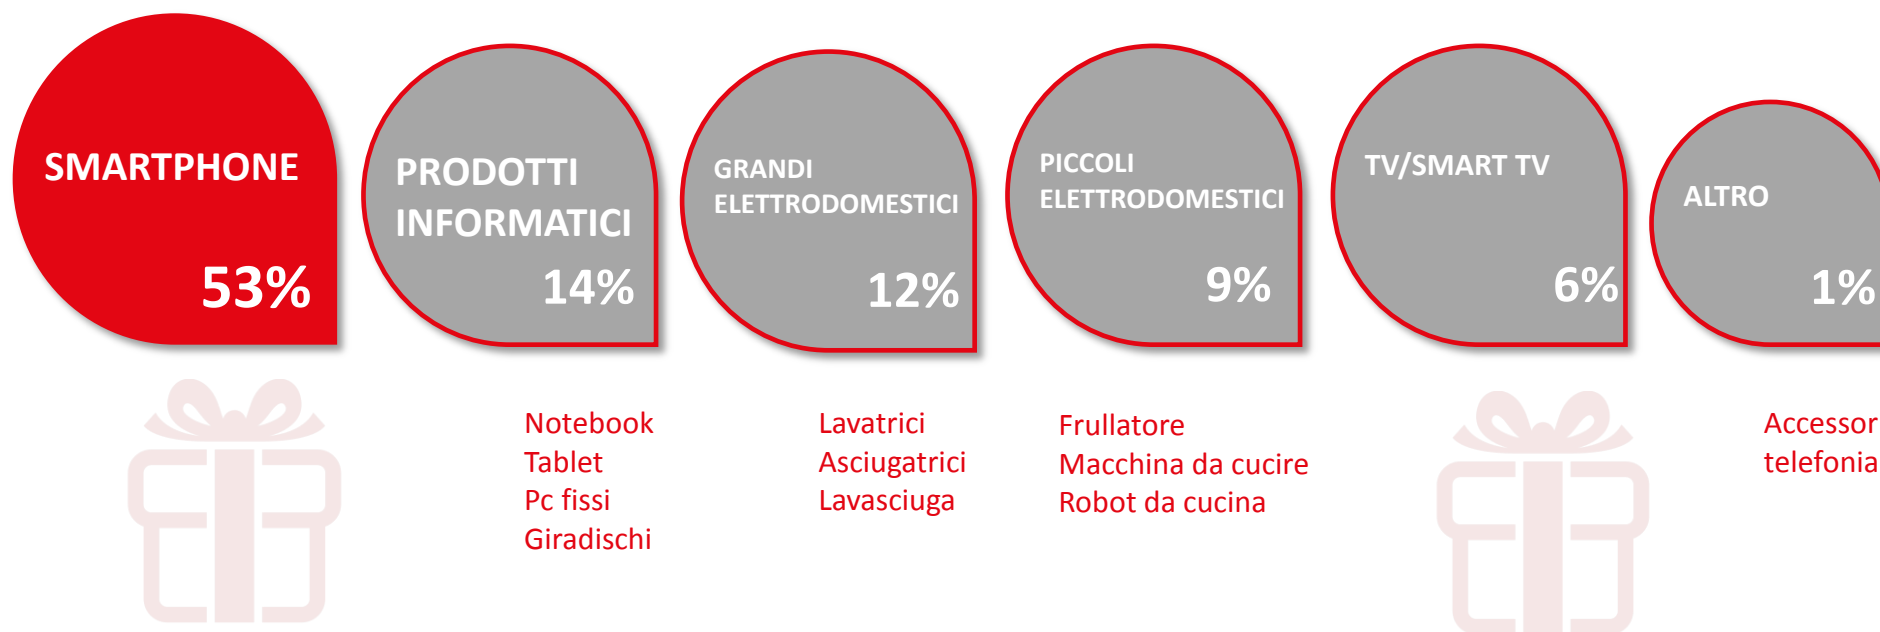 SMARTPHONE
53%
PRODOTTI
INFORMATICI
14%
GRANDI
ELETTRODOMESTICI
12%
PICCOLI
ELETTRODOMESTICI
9%
TV/SMART TV
6%
ALTRO
1%
Notebook
Tablet
Pc fissi
Giradischi
Lavatrici
Asciugatrici
Lavasciuga
Frullatore
Macchina da cucire
Robot da cucina
Accessor
telefonia